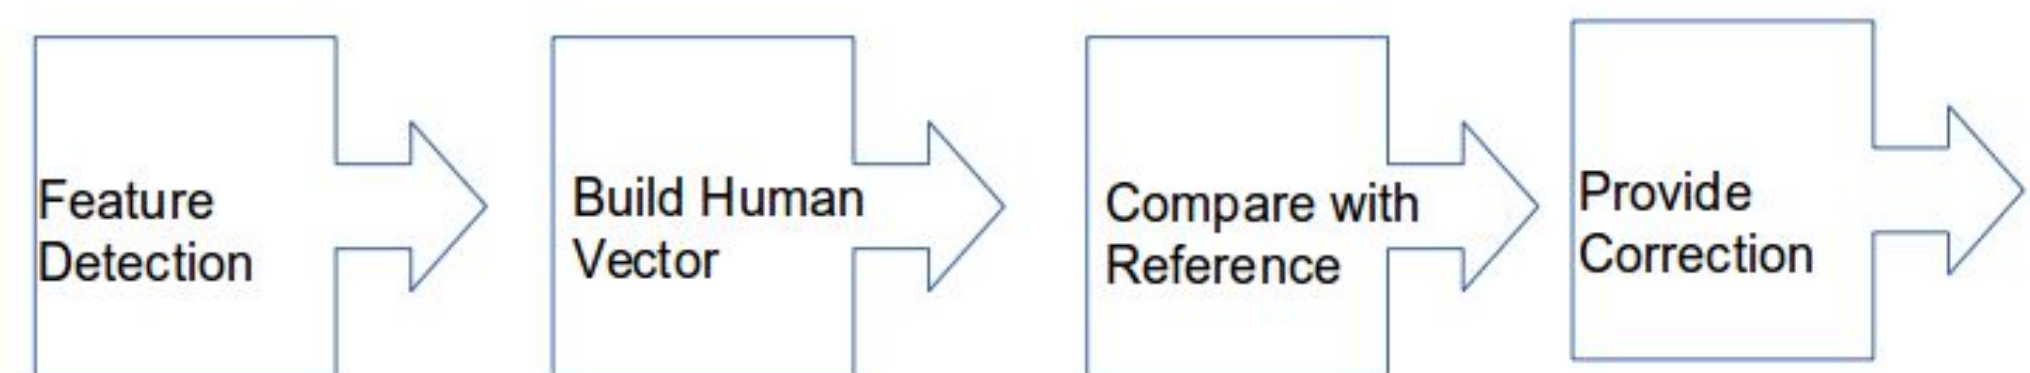 Feature
Detection
Build Human
Vector
Compare with
Reference
Provide
Correction